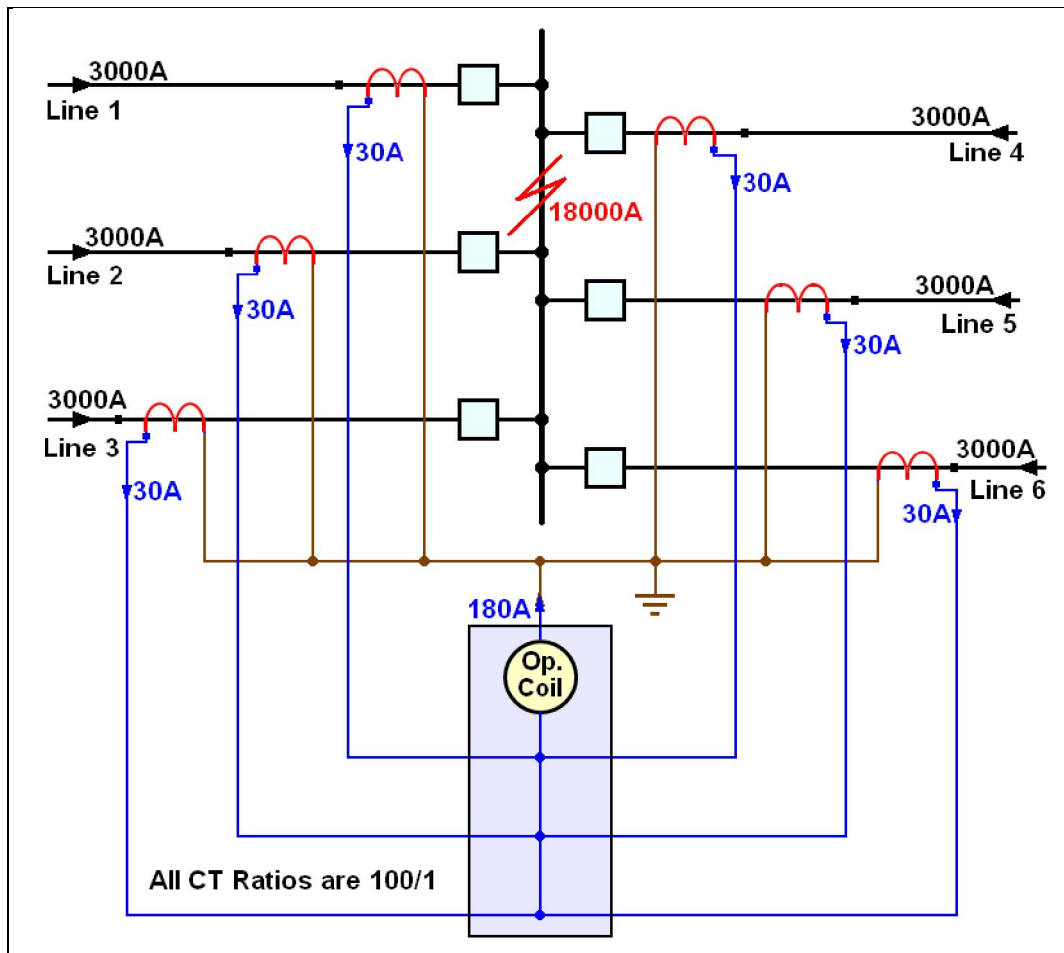 3000A
Line 1
30A
3000A
Line 4
30A
18000A
3000A
Line 2
30A
3000A
Line 5
30A
3000A
Line 3
30A
3000A
Line 6
30A
180A
Op.
Coil
All CT Ratios are 100/1